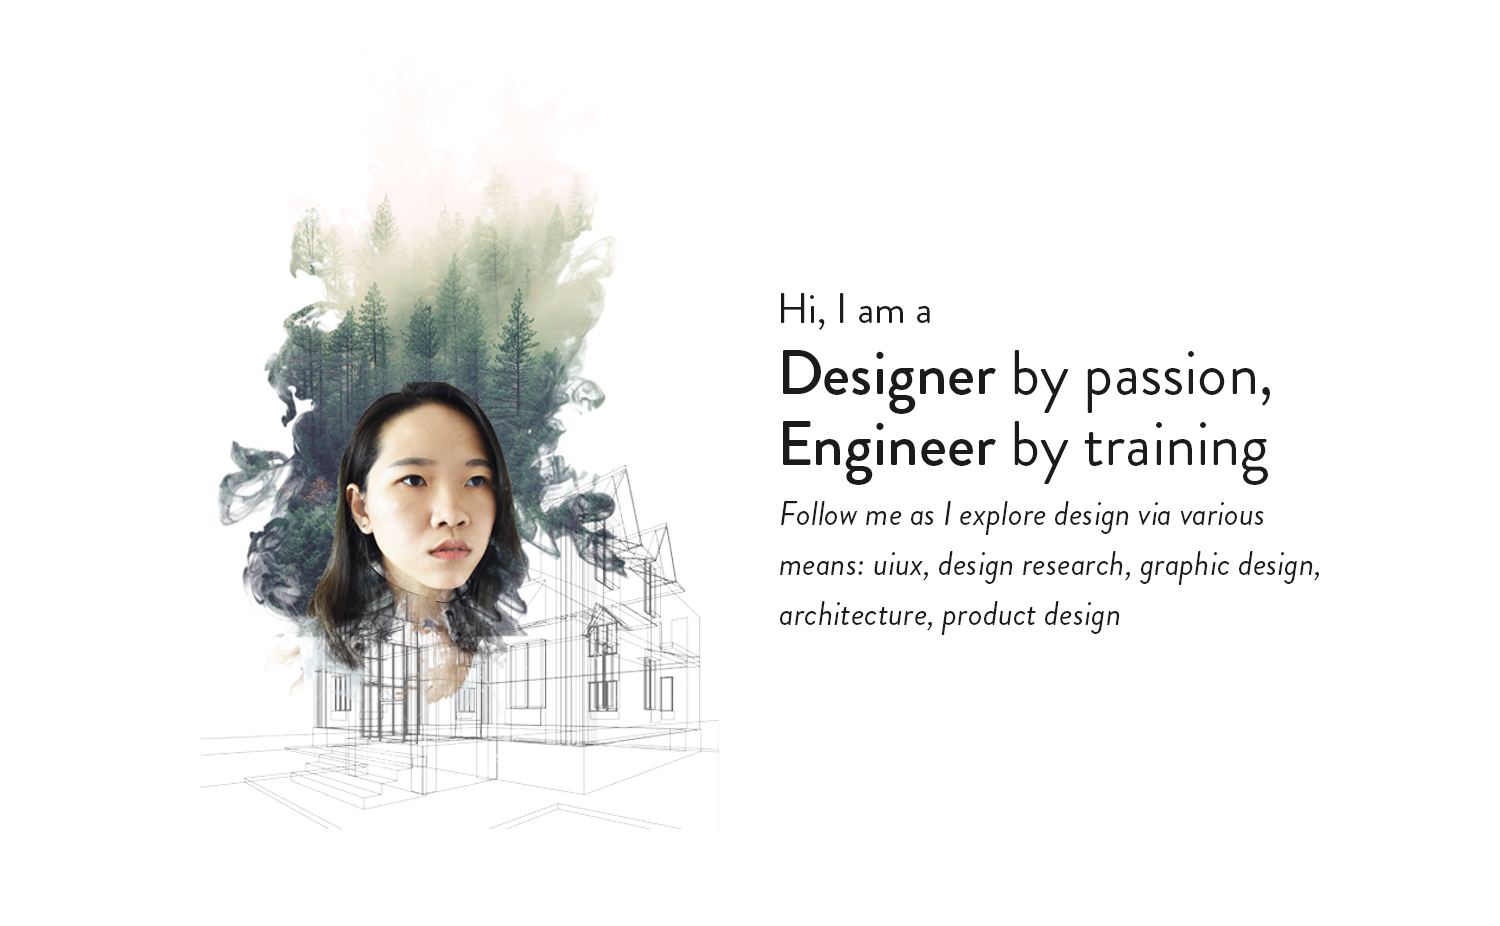 Hi, I am a
Designer by passion,
Engineer by training
Follow me as I explore design via various
means: uiux, design research, graphic design,
architecture, product design